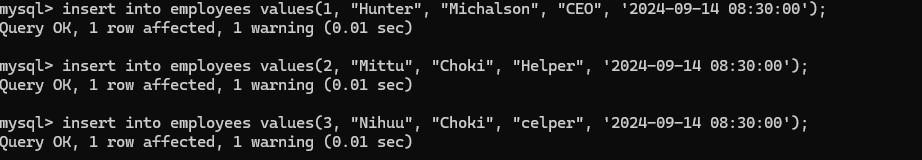 mysql> insert into employees values(1, "Hunter", "Michalson", "CEO", '2024-09-14 08:30:00');
Query OK, 1 row affected, 1 warning (0.01 sec)
mysql> insert into employees values(2, "Mittu", "Choki", "Helper", '2024-09-14 08:30:00');
Query OK, 1 row affected, 1 warning (0.01 sec)
mysql> insert into employees values(3, "Nihuu", "Choki", "celper", '2024-09-14 08:30:00');
Query OK, 1 row affected, 1 warning (0.01 sec)